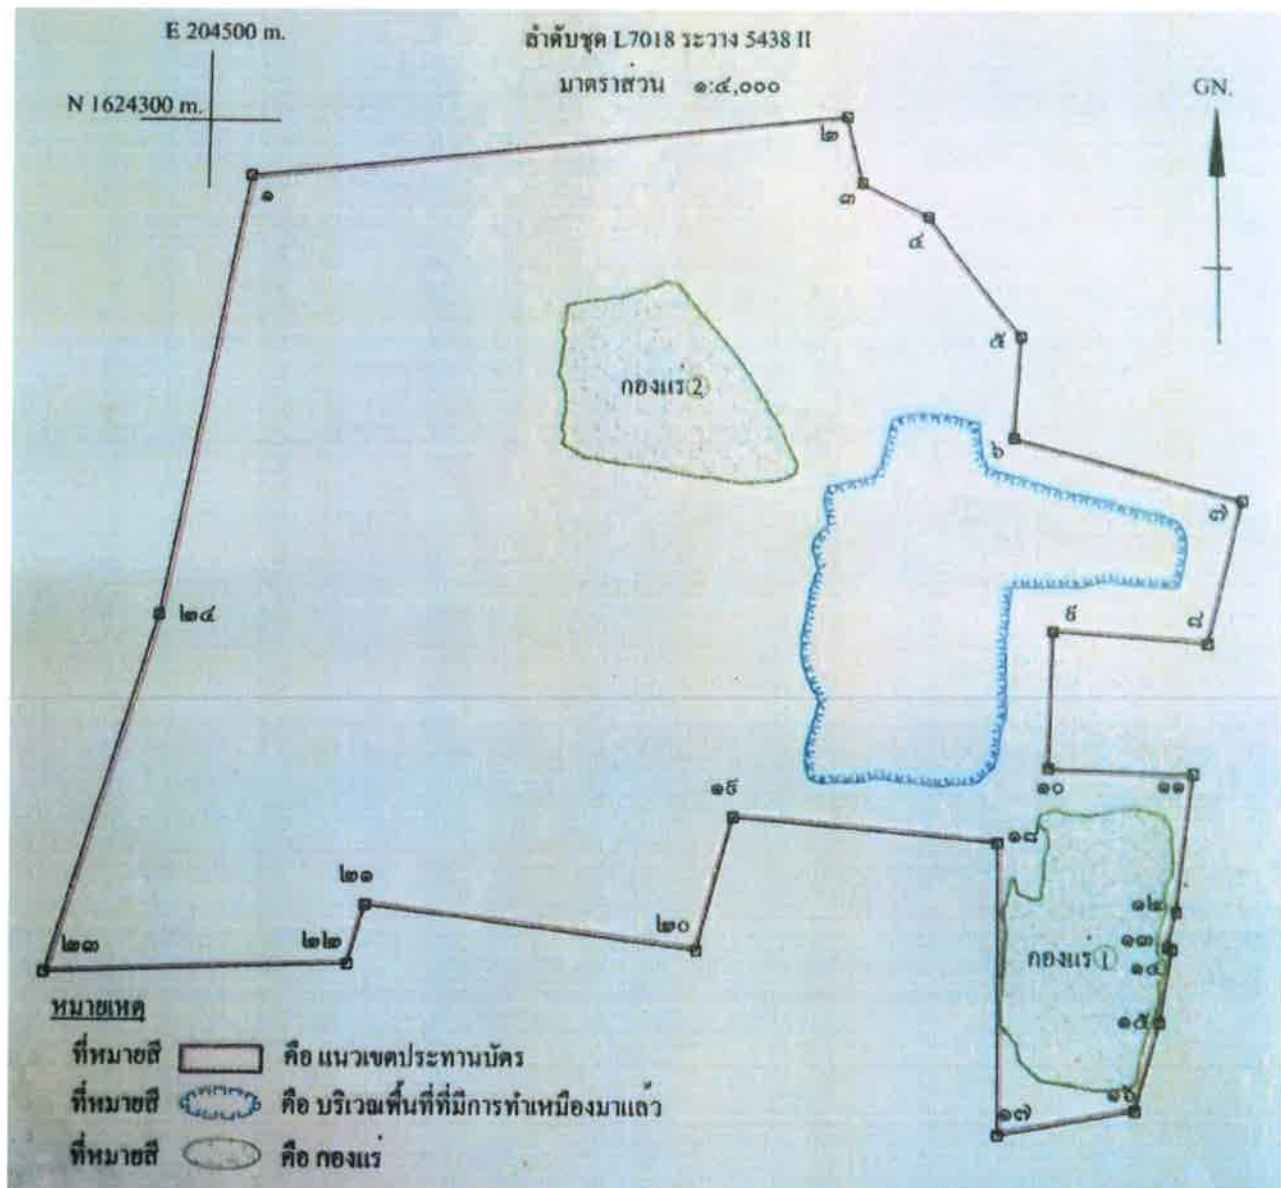 E 204500 m.
ลำดับชุด L7018 ระวาง 5438 II
มาตราส่วน ๑:๔,๐๐๐
N 1624300 m.
GN.
๑
๒
๓
๔
๕
๖
๗
๘
๙
๑๐
๑๑
๑๒
๑๓
๑๔
๑๕
๑๖
๑๗
๑๘
๑๙
๒๐
๒๑
๒๒
๒๓
๒๔
กองแร่ 2
กองแร่ 1
หมายเหตุ
ที่หมายสี คือ แนวเขตประทานบัตร
ที่หมายสี คือ บริเวณพื้นที่ที่มีการทำเหมืองมาแล้ว
ที่หมายสี คือ กองแร่